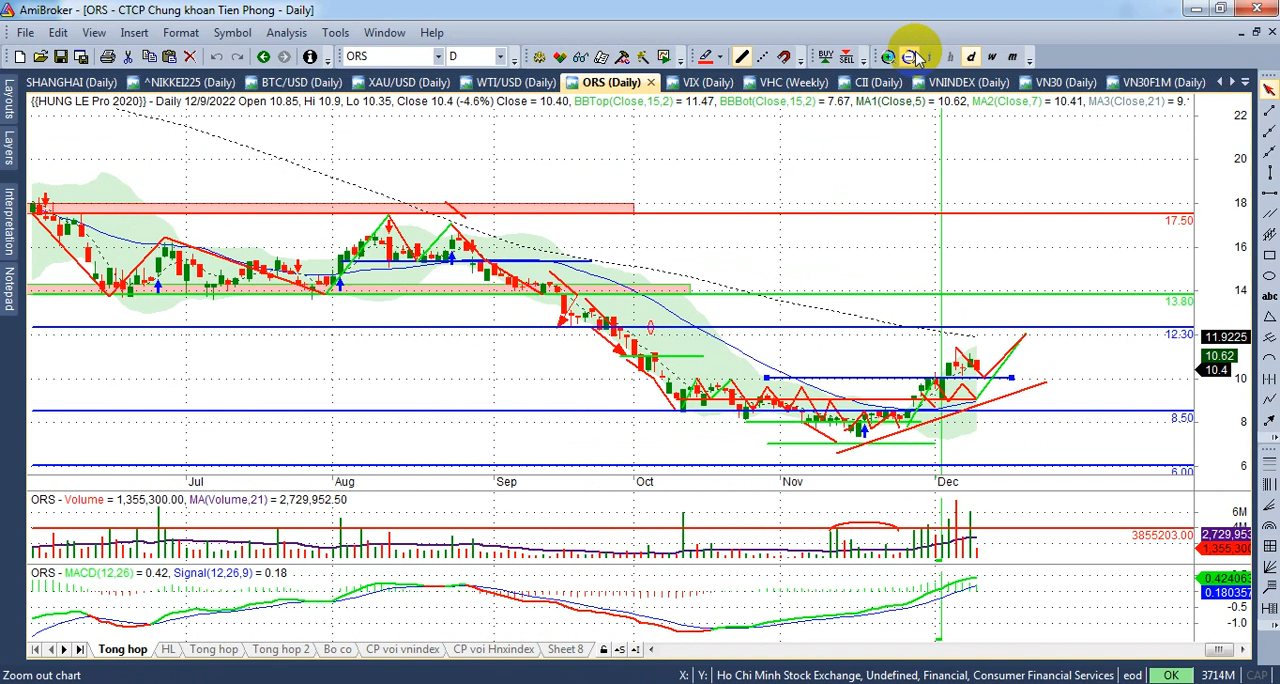 AmiBroker - [ORS - CTCP Chung khoan Tien Phong - Daily]
File Edit View Insert Format Symbol Analysis Tools Window Help
ORS D BUY SELL i h d w m
SHANGHAI (Daily) ^NIKKEI225 (Daily) BTC/USD (Daily) XAU/USD (Daily) WTI/USD (Daily) ORS (Daily) VIX (Daily) VHC (Weekly) CII (Daily) VNINDEX (Daily) VN30 (Daily) VN30F1M (Daily)
Layouts
Layers
Interpretation
Notepad
{{HUNG LE Pro 2020}} - Daily 12/9/2022 Open 10.85, Hi 10.9, Lo 10.35, Close 10.4 (-4.6%) Close = 10.40, BBTop(Close,15,2) = 11.47, BBBot(Close,15,2) = 7.67, MA1(Close,5) = 10.62, MA2(Close,7) = 10.41, MA3(Close,21) = 9.
22
20
18
17.50
16
14
13.80
12.30
11.9225
10.62
10.4
10
8.50
8
6
6.00
Jul Aug Sep Oct Nov Dec
ORS - Volume = 1,355,300.00, MA(Volume,21) = 2,729,952.50
6M
4M
3855203.00
2,729,953
1,355,300
ORS - MACD(12,26) = 0.42, Signal(12,26,9) = 0.18
0.424063
0.180357
-0.5
-1.0
abc
Tong hop HL Tong hop Tong hop 2 Bo co CP voi vnindex CP voi Hnxindex Sheet 8
Zoom out chart X: Y: Ho Chi Minh Stock Exchange, Undefined, Financial, Consumer Financial Services eod OK 3714M CAP